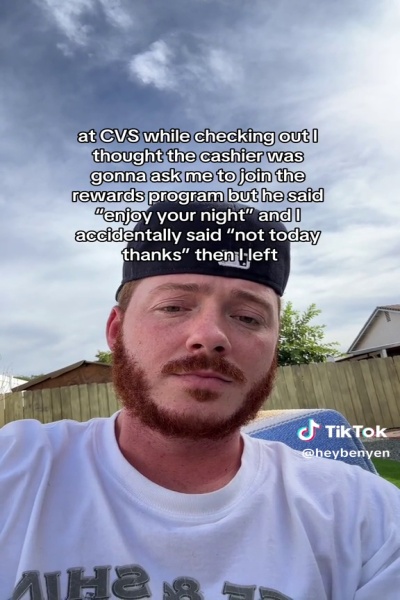 at CVS while checking out I
thought the cashier was
gonna ask me to join the
rewards program but he said
“enjoy your night” and I
accidentally said “not today
thanks” then I left
TikTok
@heybenyen